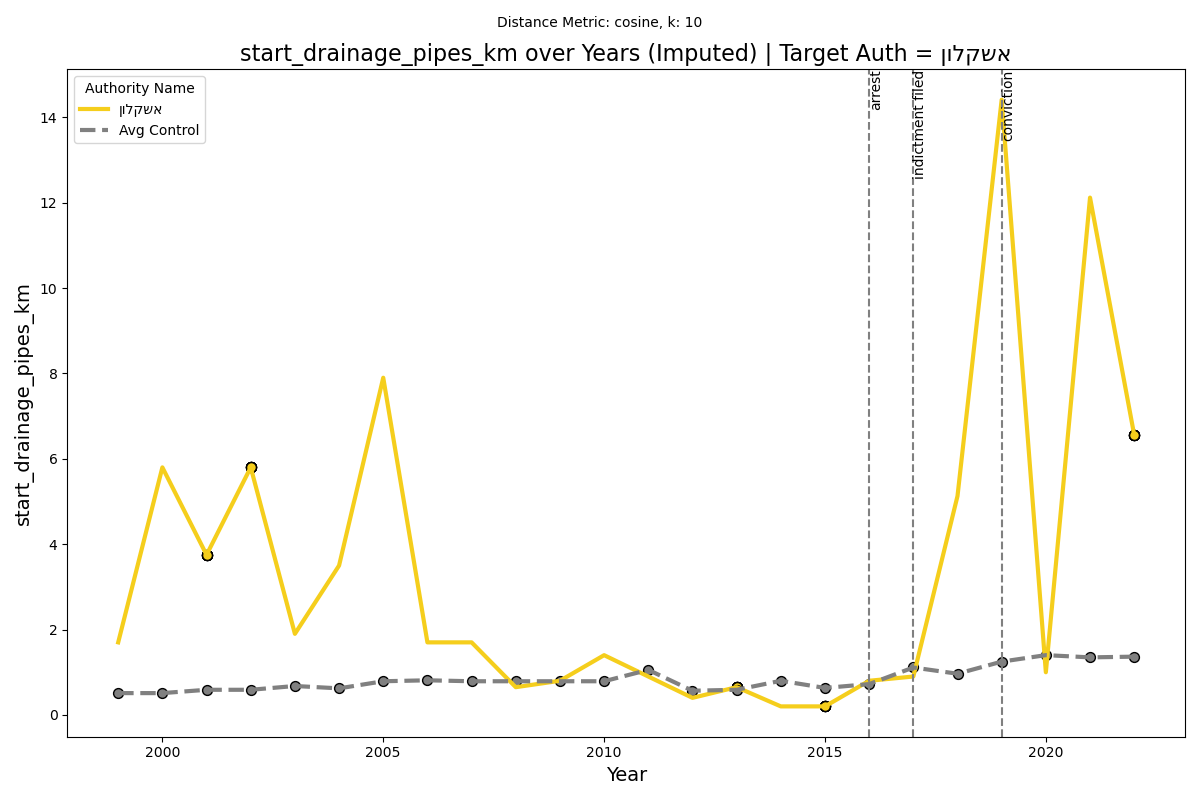 Distance Metric: cosine, k: 10
start_drainage_pipes_km over Years (Imputed) | Target Auth = אשקלון
Authority Name
אשקלון
Avg Control
arrest
indictment filed
conviction
start_drainage_pipes_km
14
12
10
8
6
4
2
0
2000
2005
2010
2015
2020
Year